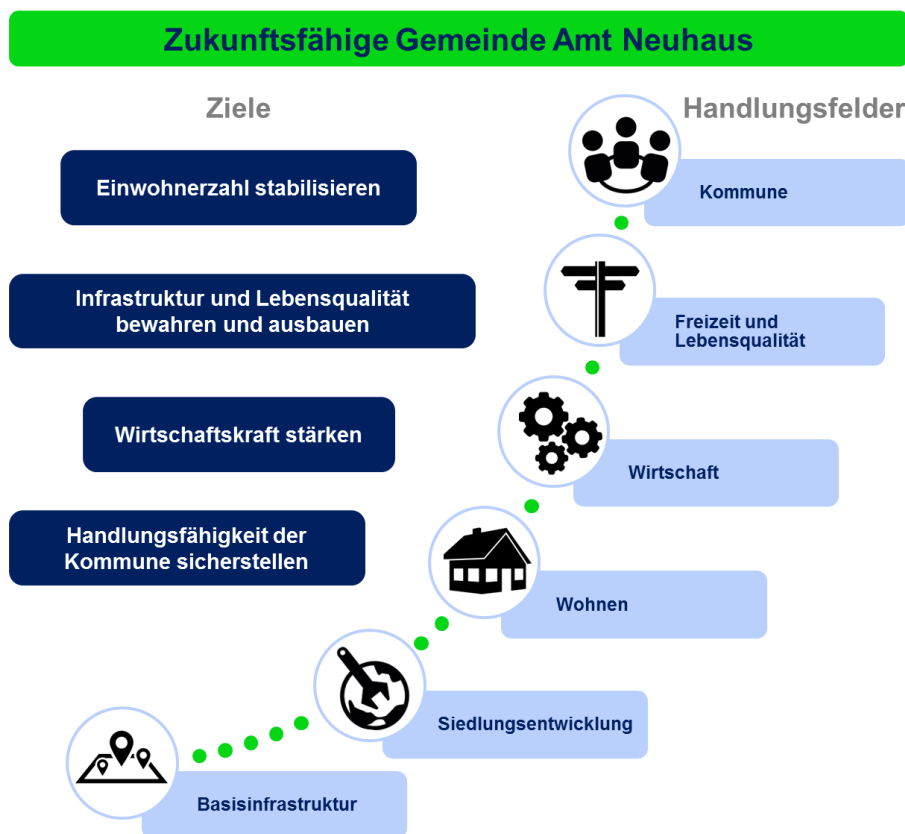 Zukunftsfähige Gemeinde Amt Neuhaus
Ziele
Handlungsfelder
Einwohnerzahl stabilisieren
Infrastruktur und Lebensqualität
bewahren und ausbauen
Wirtschaftskraft stärken
Handlungsfähigkeit der
Kommune sicherstellen
Kommune
Freizeit und
Lebensqualität
Wirtschaft
Wohnen
Siedlungsentwicklung
Basisinfrastruktur